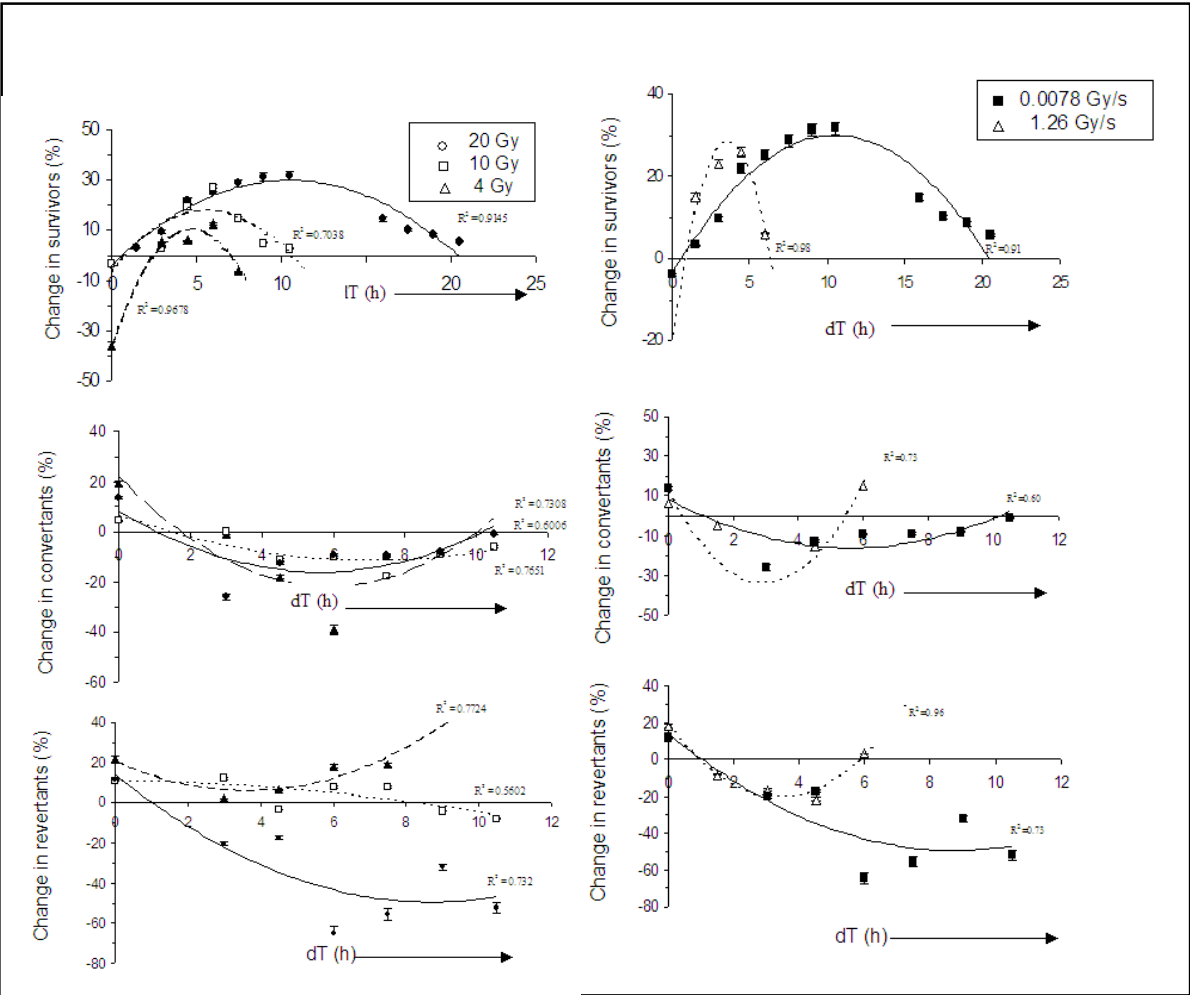 Change in survivors (%)
50
30
10
-10
-30
-50
0
5
10
15
20
25
20 Gy
10 Gy
4 Gy
R²=0.9145
R²=0.7038
R²=0.9678
lT (h)
Change in survivors (%)
40
20
0
-20
0
5
10
15
20
25
0.0078 Gy/s
1.26 Gy/s
R²=0.98
R²=0.91
dT (h)
Change in convertants (%)
40
20
0
-20
-40
-60
0
2
4
6
8
10
12
R²=0.7308
R²=0.6006
R²=0.7651
dT (h)
Change in convertants (%)
50
30
10
-10
-30
-50
0
2
4
6
8
10
12
R²=0.73
R²=0.60
dT (h)
Change in revertants (%)
40
20
0
-20
-40
-60
-80
0
2
4
6
8
10
12
R²=0.7724
R²=0.5602
R²=0.732
dT (h)
Change in revertants (%)
40
20
0
-20
-40
-60
-80
0
2
4
6
8
10
12
R²=0.96
R²=0.73
dT (h)